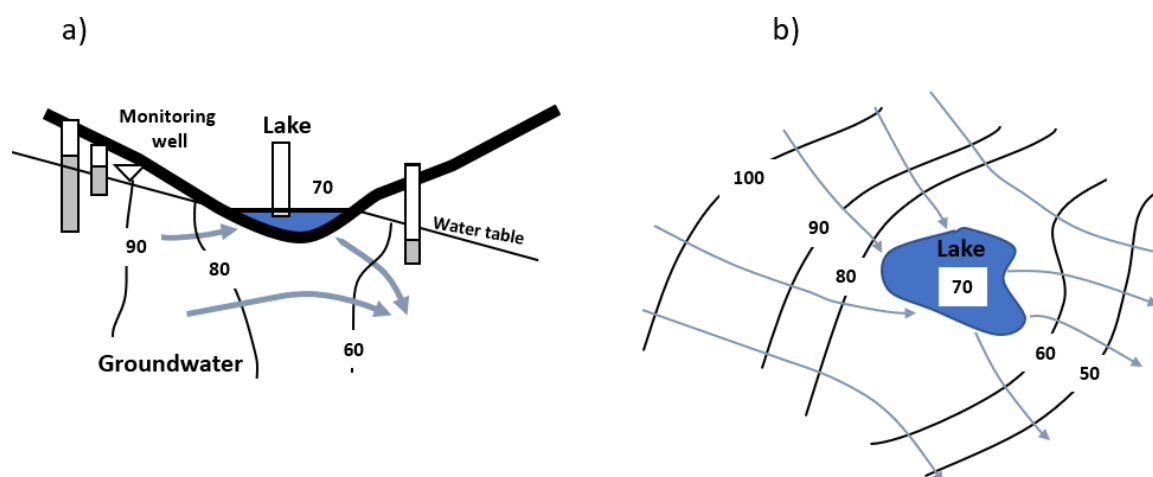 a)
Monitoring
well
Lake
70
Water table
90
80
60
Groundwater
b)
100
90
80
Lake
70
60
50